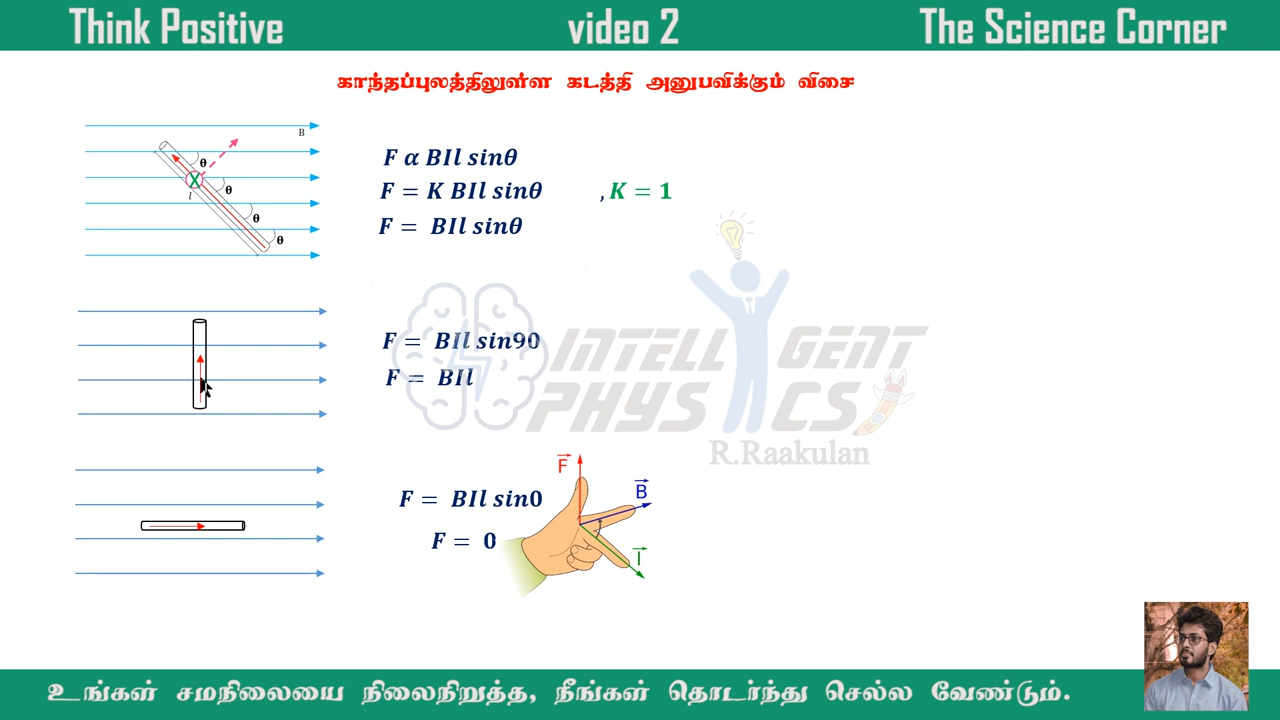 Think Positive
video 2
The Science Corner
காந்தப்புலத்திலுள்ள கடத்தி அனுபவிக்கும் விசை
B
θ
θ
θ
θ
X
l
F α BIl sinθ
F = K BIl sinθ , K = 1
F = BIl sinθ
F = BIl sin90
F = BIl
INTELLIGENT
PHYSICS
R.Raakulan
F = BIl sin0
F = 0
F
B
I
உங்கள் சமநிலையை நிலைநிறுத்த, நீங்கள் தொடர்ந்து செல்ல வேண்டும்.